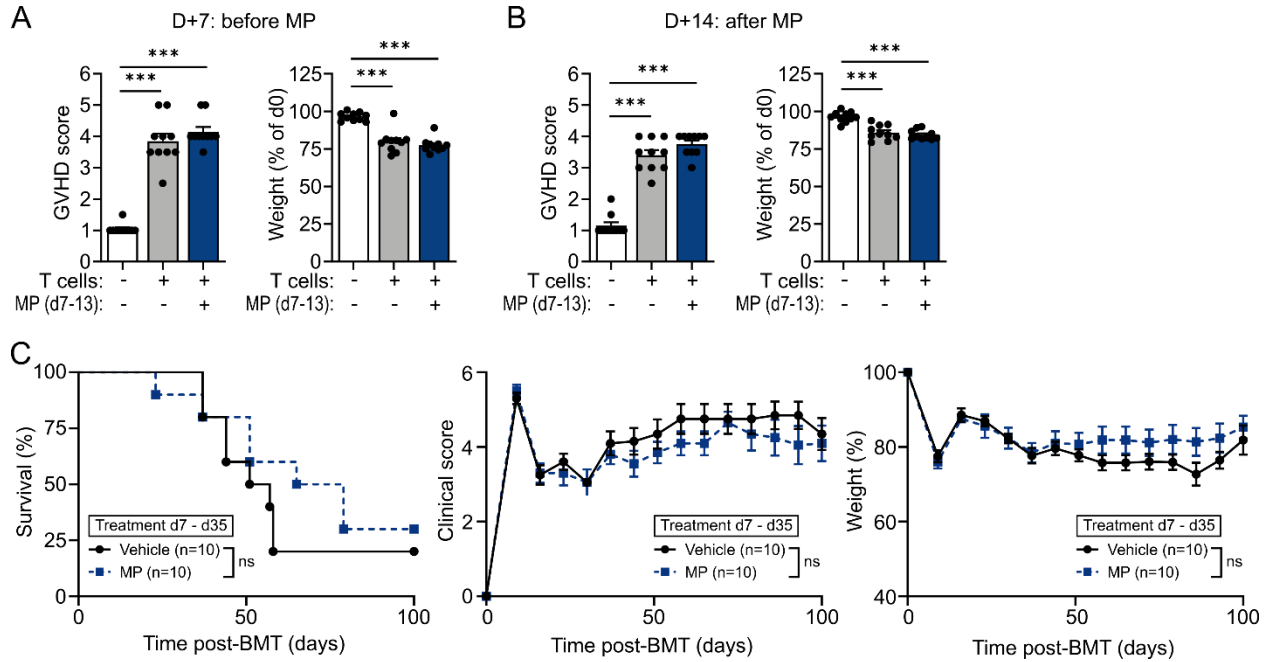 A
D+7: before MP
B
D+14: after MP
GVHD score
6
5
4
3
2
1
***
***
Weight (% of d0)
125
100
75
50
25
0
***
***
GVHD score
6
5
4
3
2
1
***
***
Weight (% of d0)
125
100
75
50
25
0
***
***
T cells: - + +
MP (d7-13): - - +
T cells: - + +
MP (d7-13): - - +
T cells: - + +
MP (d7-13): - - +
T cells: - + +
MP (d7-13): - - +
C
Survival (%)
100
75
50
25
0
Treatment d7 - d35
Vehicle (n=10)
MP (n=10)
ns
0 50 100
Time post-BMT (days)
Clinical score
6
4
2
0
Treatment d7 - d35
Vehicle (n=10)
MP (n=10)
ns
0 50 100
Time post-BMT (days)
Weight (%)
100
80
60
40
Treatment d7 - d35
Vehicle (n=10)
MP (n=10)
ns
0 50 100
Time post-BMT (days)